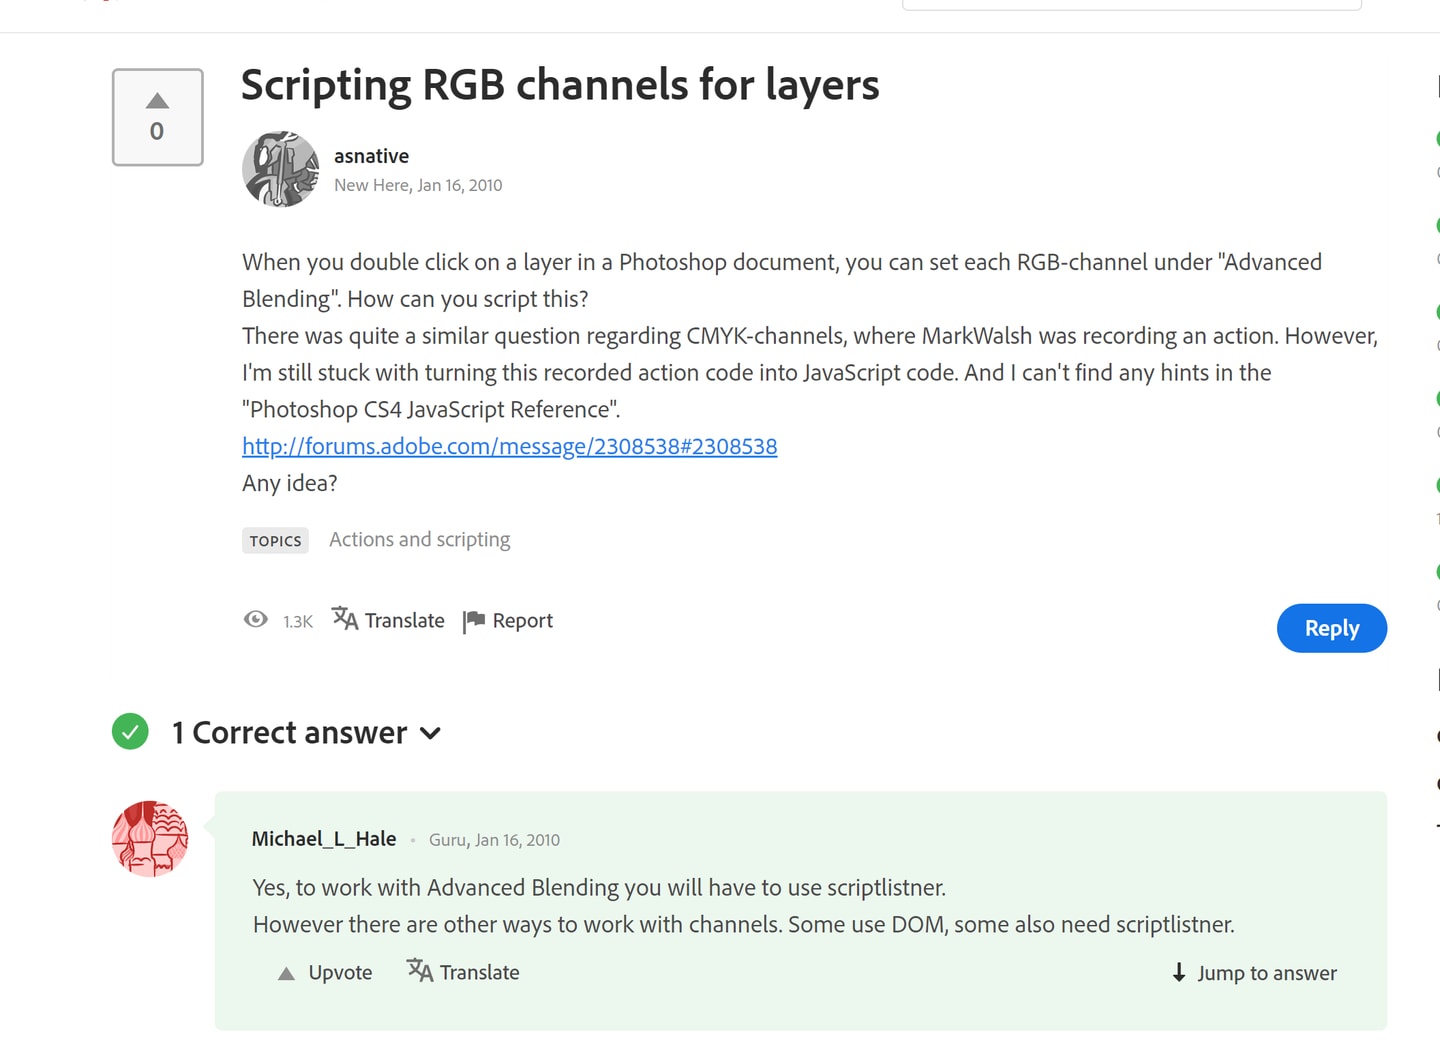 Scripting RGB channels for layers
0
asnative
New Here, Jan 16, 2010
When you double click on a layer in a Photoshop document, you can set each RGB-channel under "Advanced
Blending". How can you script this?
There was quite a similar question regarding CMYK-channels, where MarkWalsh was recording an action. However,
I'm still stuck with turning this recorded action code into JavaScript code. And I can't find any hints in the
"Photoshop CS4 JavaScript Reference".
http://forums.adobe.com/message/2308538#2308538
Any idea?
TOPICS Actions and scripting
1.3K Translate Report
Reply
1 Correct answer
Michael_L_Hale • Guru, Jan 16, 2010
Yes, to work with Advanced Blending you will have to use scriptlistner.
However there are other ways to work with channels. Some use DOM, some also need scriptlistner.
Upvote Translate Jump to answer